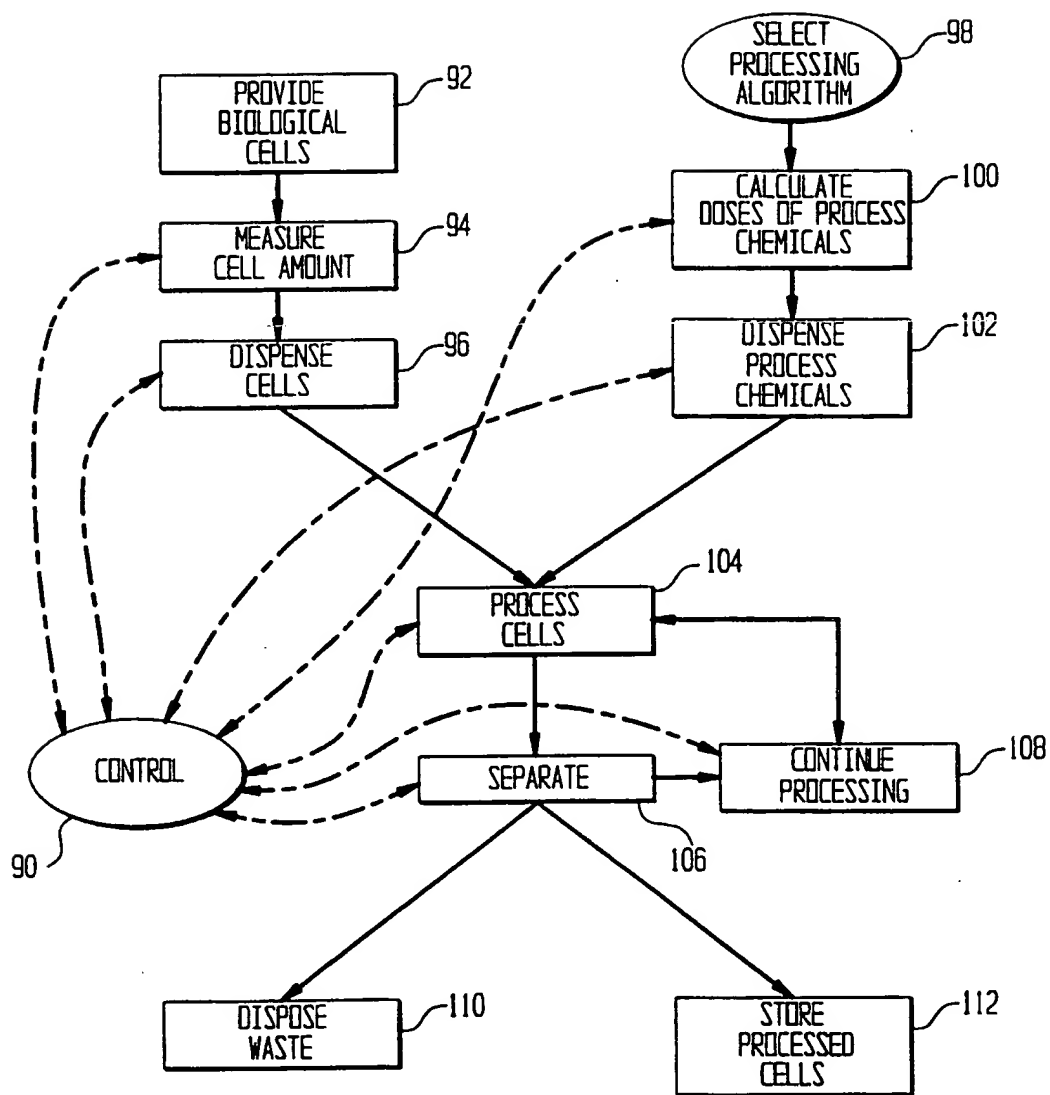 SELECT
PROCESSING
ALGORITHM
98
PROVIDE
BIOLOGICAL
CELLS
92
CALCULATE
DOSES OF PROCESS
CHEMICALS
100
MEASURE
CELL AMOUNT
94
DISPENSE
CELLS
96
DISPENSE
PROCESS
CHEMICALS
102
PROCESS
CELLS
104
CONTROL
90
SEPARATE
106
CONTINUE
PROCESSING
108
DISPOSE
WASTE
110
STORE
PROCESSED
CELLS
112